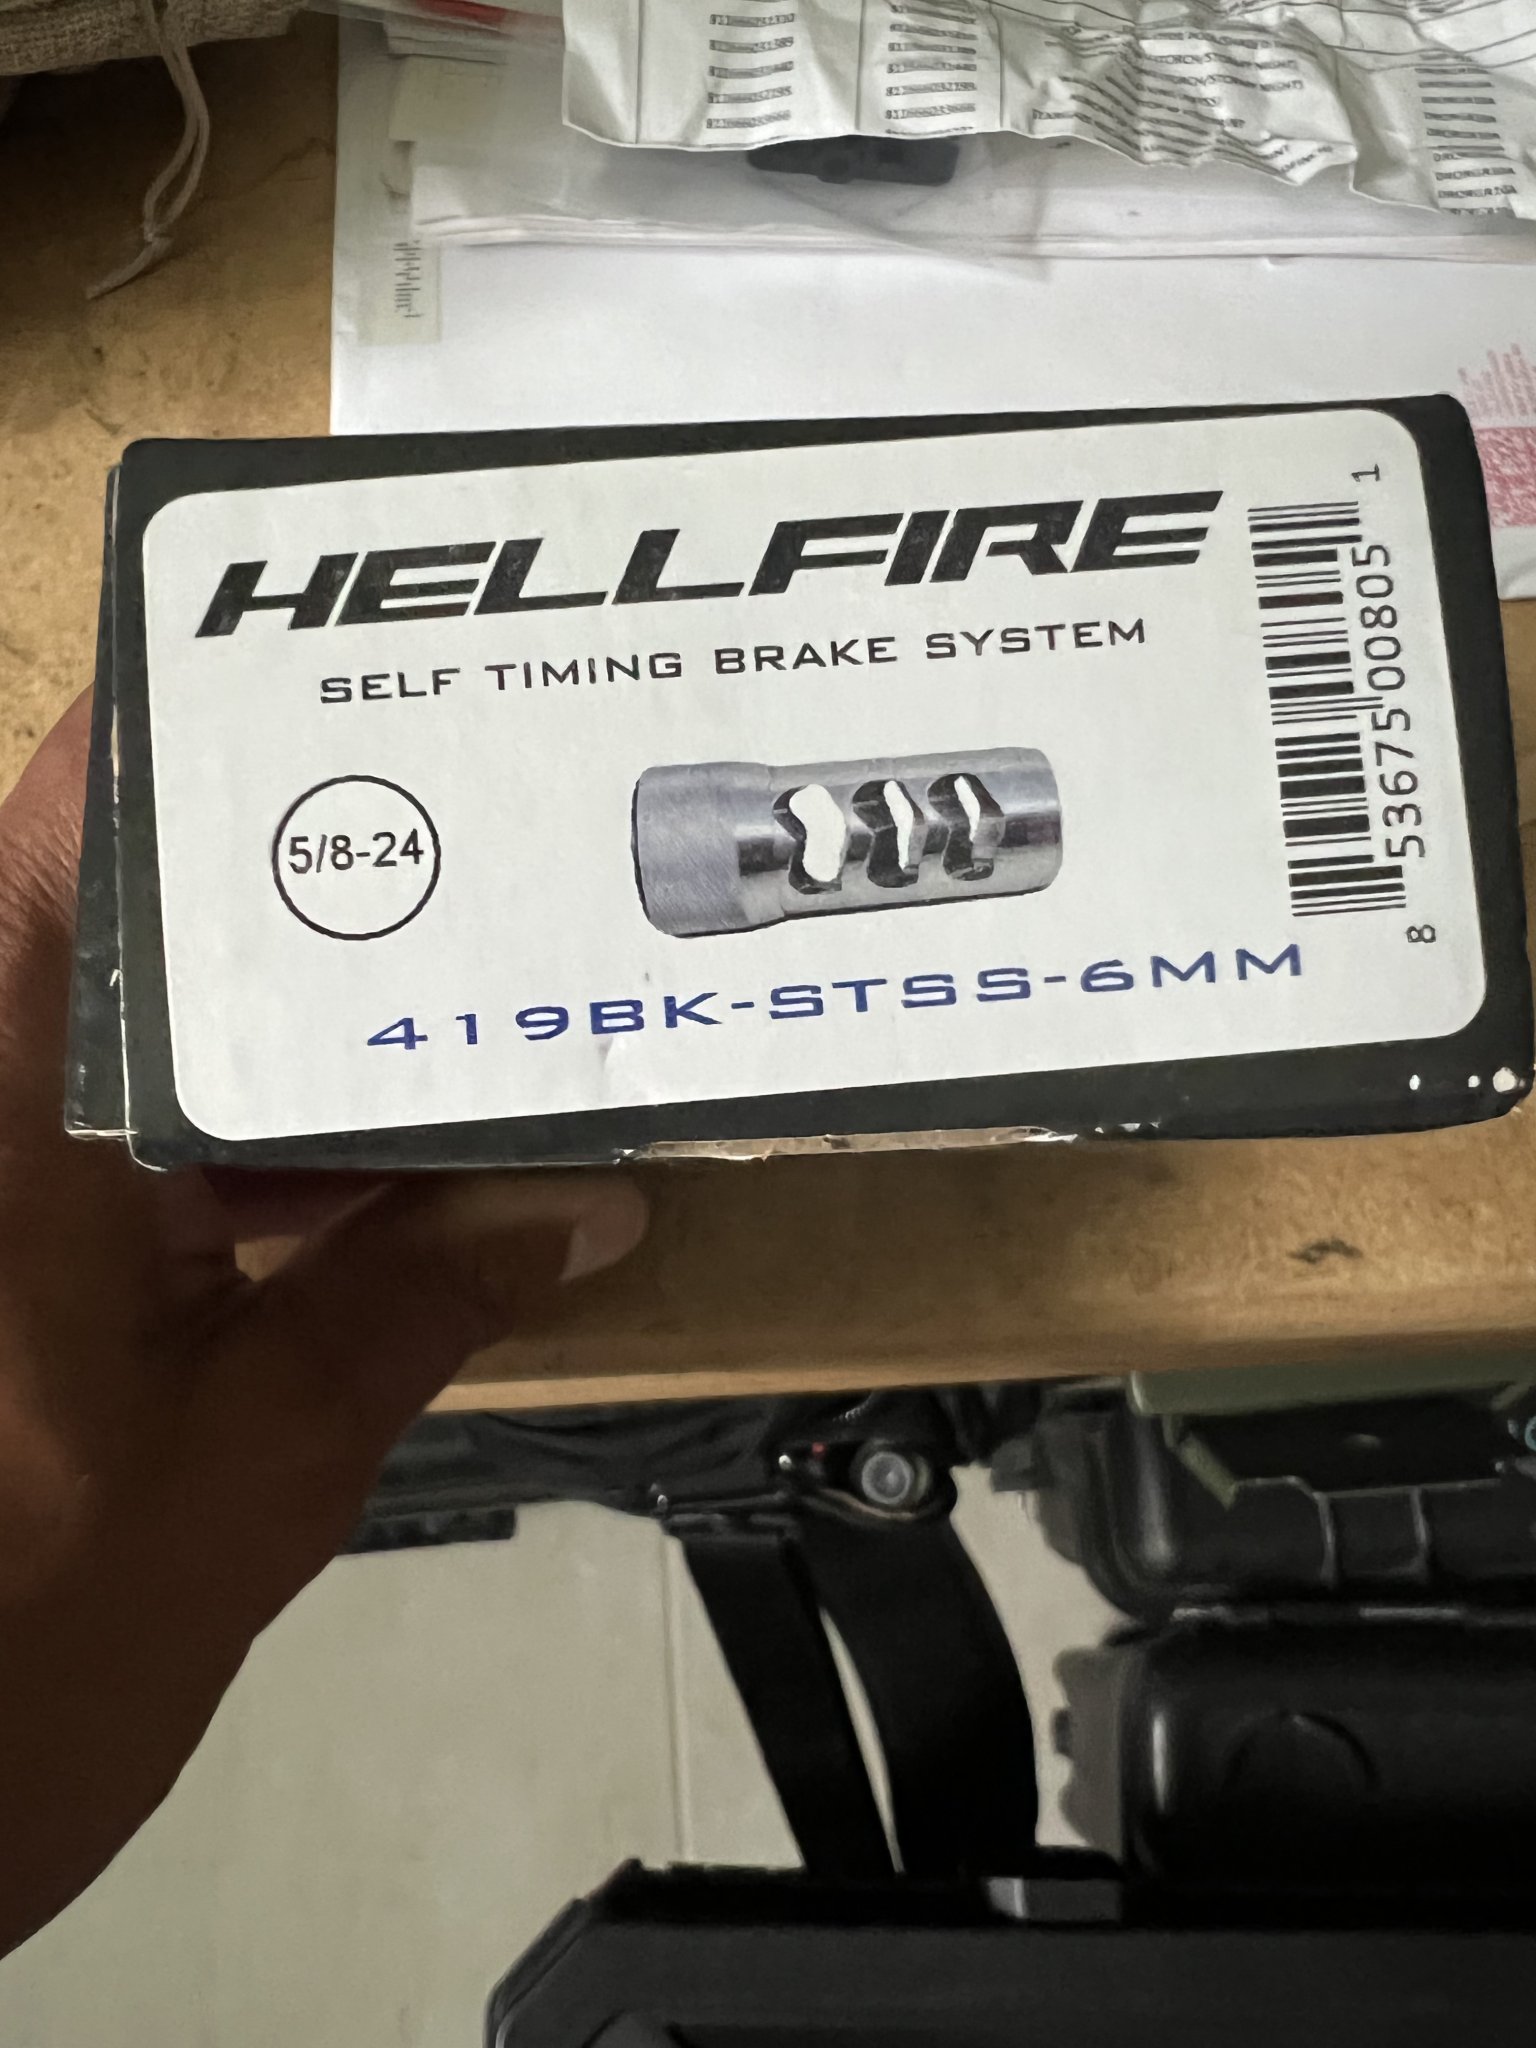 HELLFIRE
SELF TIMING BRAKE SYSTEM
5/8-24
419BK-STSS-6MM
8 53675 00805 1